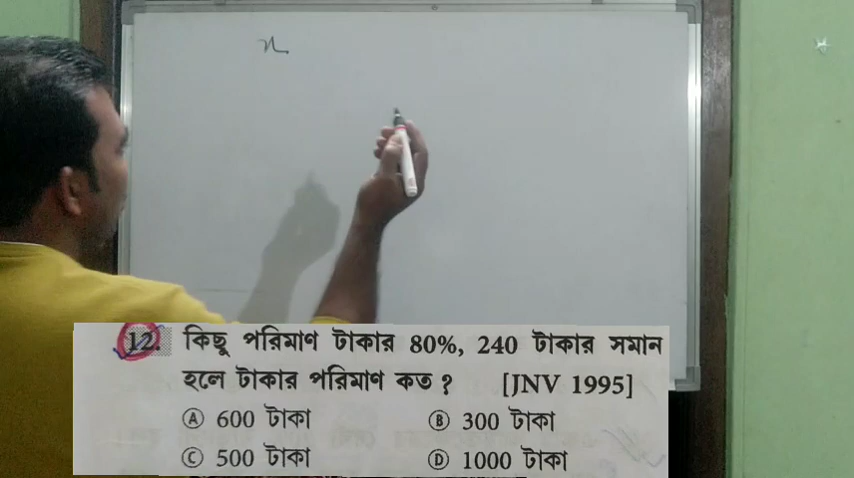 x
12. কিছু পরিমাণ টাকার 80%, 240 টাকার সমান
হলে টাকার পরিমাণ কত ? [JNV 1995]
Ⓐ 600 টাকা Ⓑ 300 টাকা
Ⓒ 500 টাকা Ⓓ 1000 টাকা